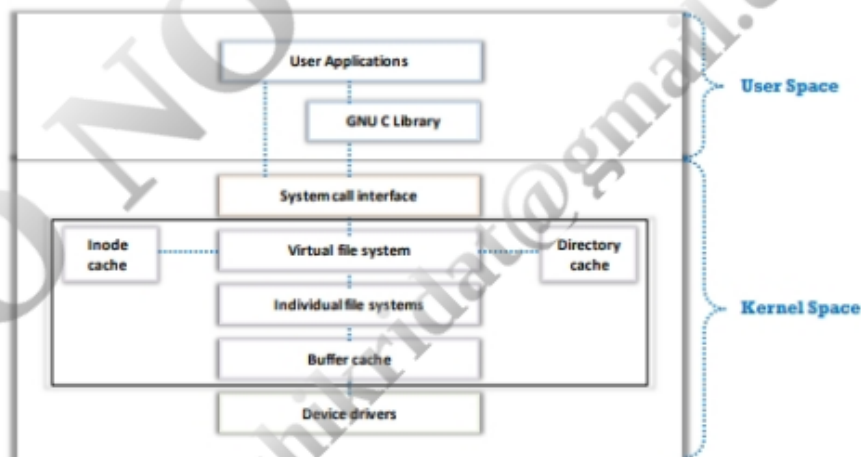 User Applications
User Space
GNU C Library
System call interface
Inode
cache
Virtual file system
Directory
cache
Individual file systems
Kernel Space
Buffer cache
Device drivers